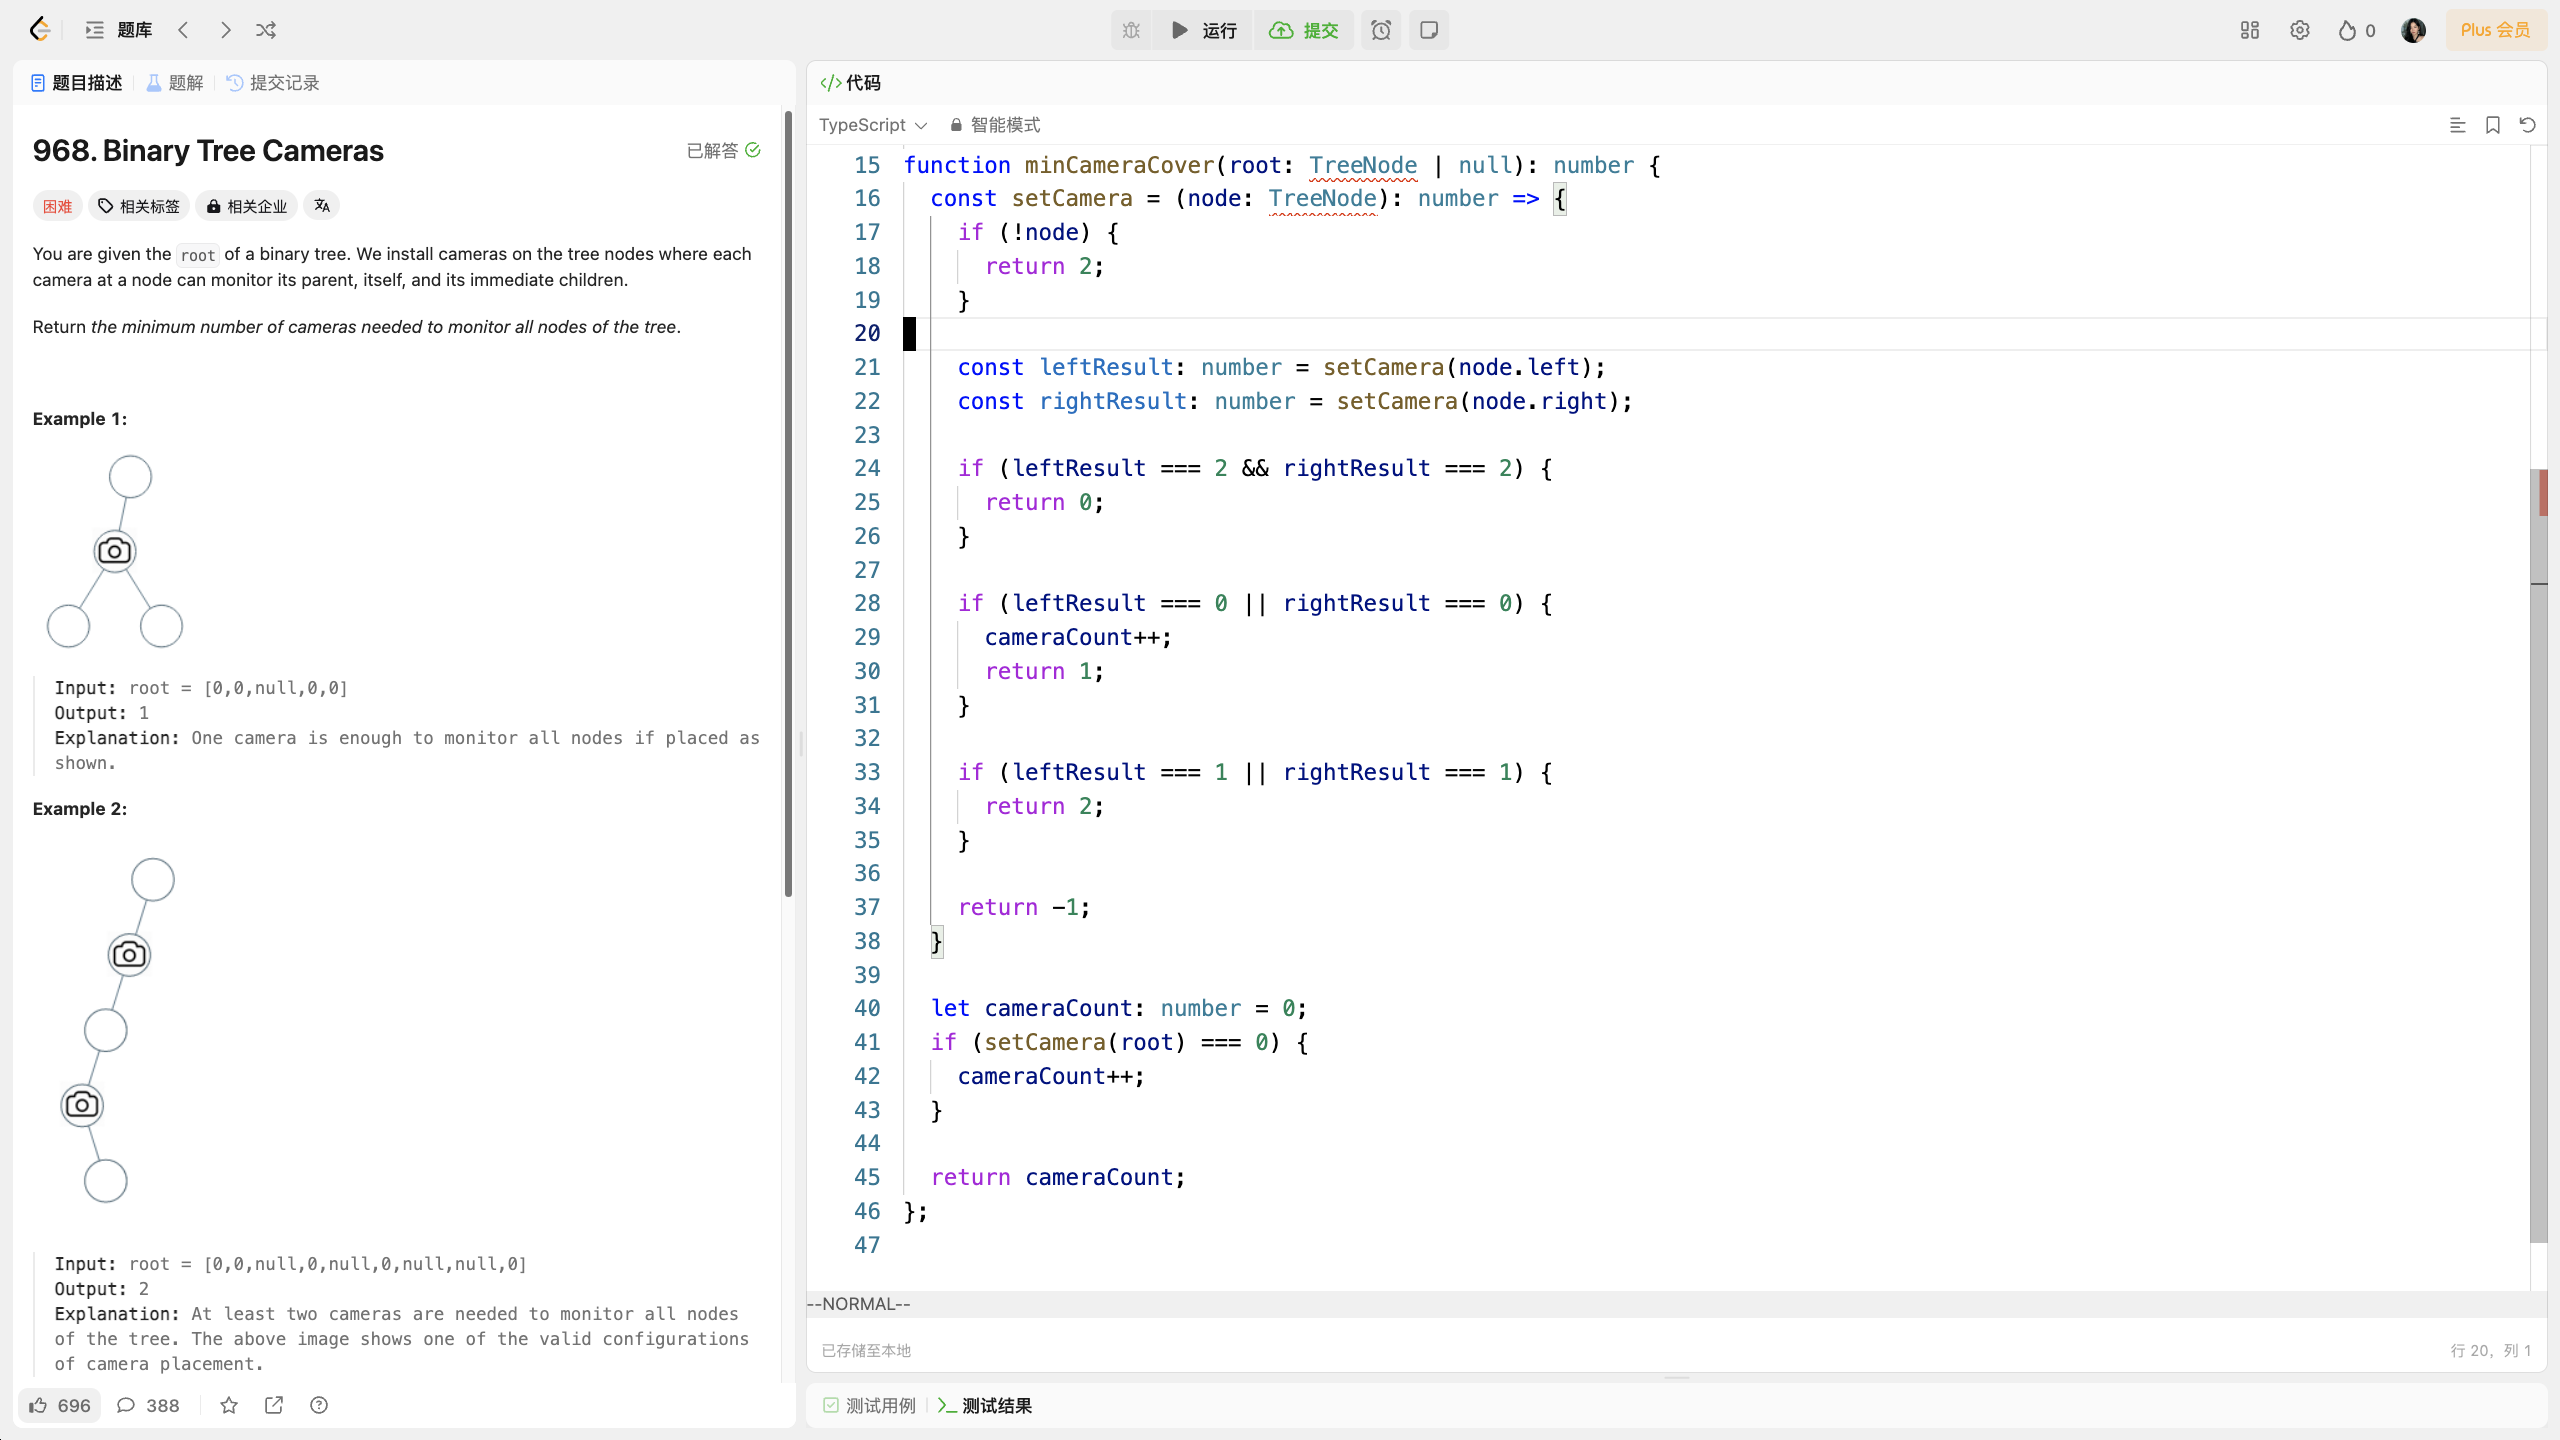 题库
运行
提交
0
Plus 会员
题目描述
题解
提交记录
968. Binary Tree Cameras
已解答
困难
相关标签
相关企业
You are given the root of a binary tree. We install cameras on the tree nodes where each
camera at a node can monitor its parent, itself, and its immediate children.
Return the minimum number of cameras needed to monitor all nodes of the tree.
Example 1:
Input: root = [0,0,null,0,0]
Output: 1
Explanation: One camera is enough to monitor all nodes if placed as
shown.
Example 2:
Input: root = [0,0,null,0,null,0,null,null,0]
Output: 2
Explanation: At least two cameras are needed to monitor all nodes
of the tree. The above image shows one of the valid configurations
of camera placement.
696
388
</>代码
TypeScript
智能模式
15 function minCameraCover(root: TreeNode | null): number {
16 const setCamera = (node: TreeNode): number => {
17 if (!node) {
18 return 2;
19 }
20
21 const leftResult: number = setCamera(node.left);
22 const rightResult: number = setCamera(node.right);
23
24 if (leftResult === 2 && rightResult === 2) {
25 return 0;
26 }
27
28 if (leftResult === 0 || rightResult === 0) {
29 cameraCount++;
30 return 1;
31 }
32
33 if (leftResult === 1 || rightResult === 1) {
34 return 2;
35 }
36
37 return -1;
38 }
39
40 let cameraCount: number = 0;
41 if (setCamera(root) === 0) {
42 cameraCount++;
43 }
44
45 return cameraCount;
46 };
47
--NORMAL--
已存储至本地
行 20，列 1
测试用例
测试结果